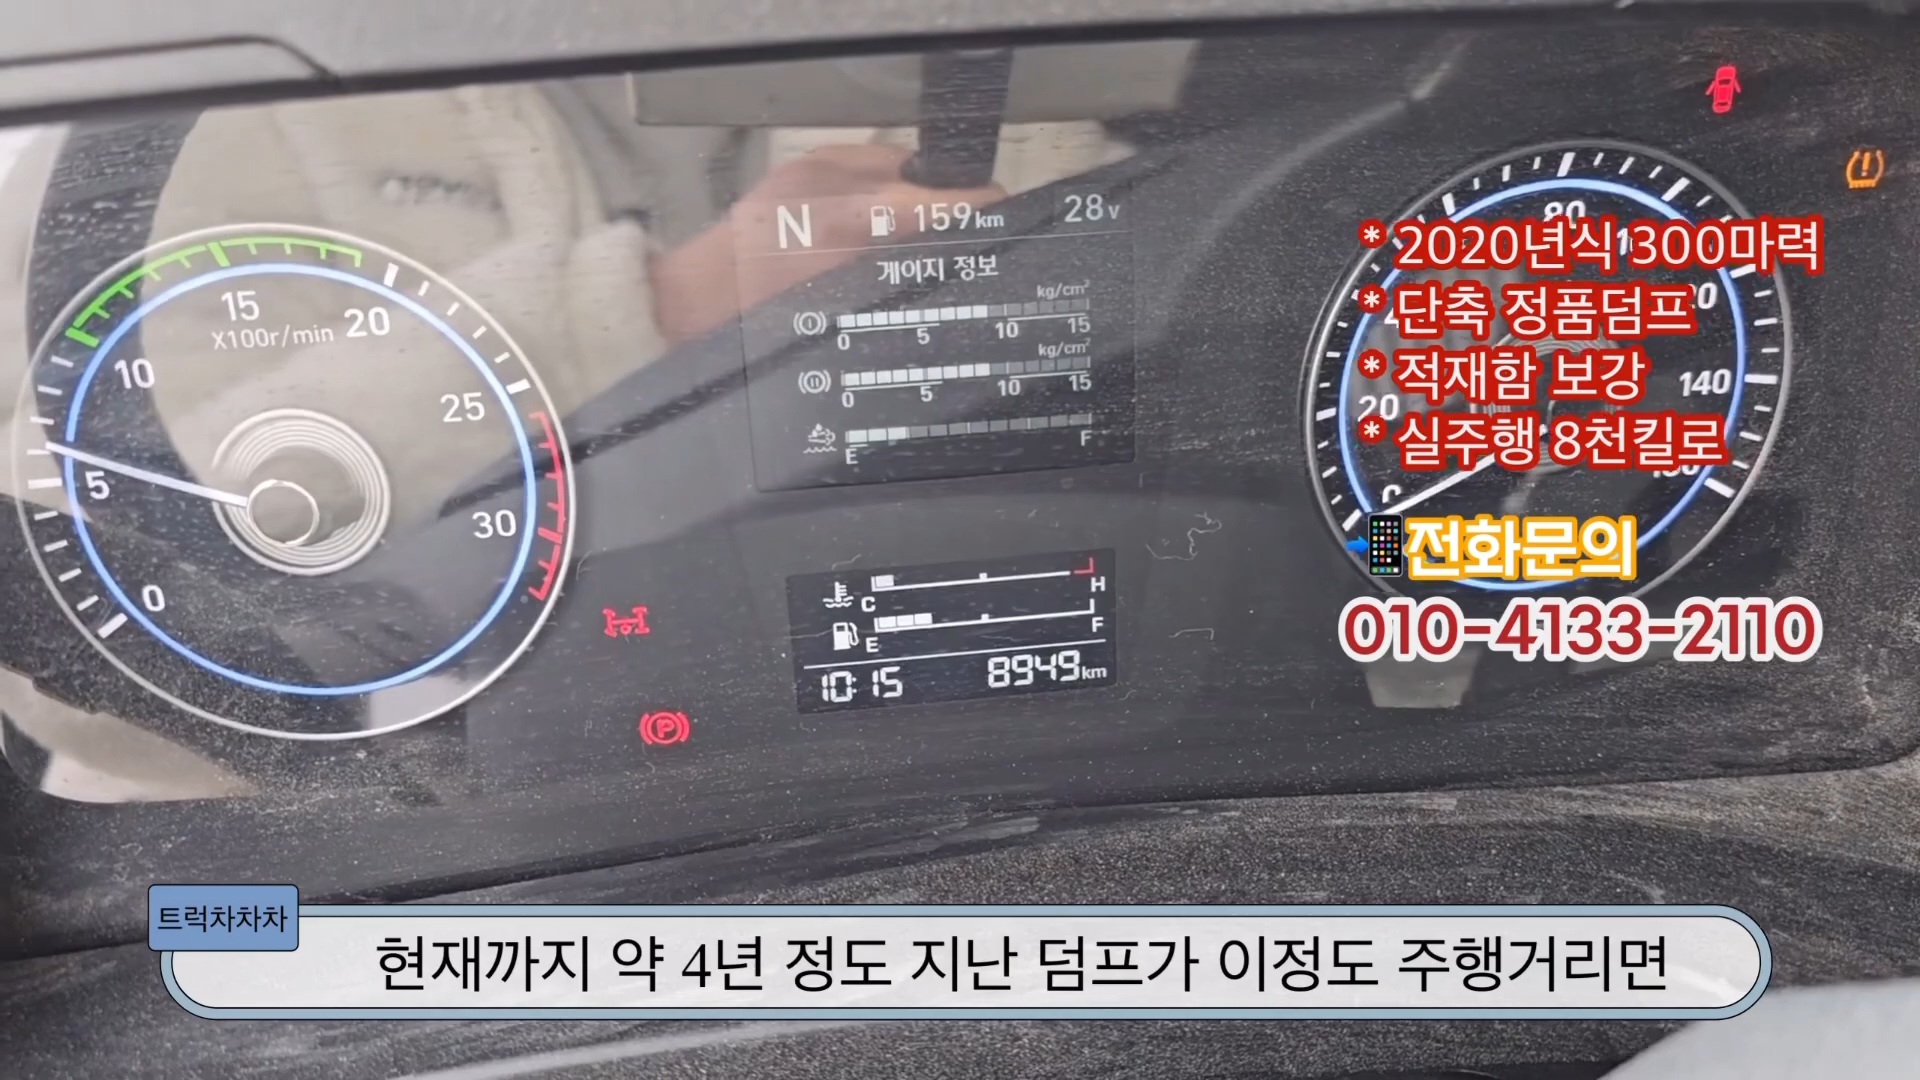 N 159km 28v
게이지 정보
kg/cm²
0 5 10 15
kg/cm²
0 5 10 15
E F
0 5 10 15 20 25 30
X100r/min
C H
E F
10:15 8949km
P
20 80 140
* 2020년식 300마력
* 단축 정품덤프
* 적재함 보강
* 실주행 8천킬로
전화문의
010-4133-2110
트럭차차차
현재까지 약 4년 정도 지난 덤프가 이정도 주행거리면